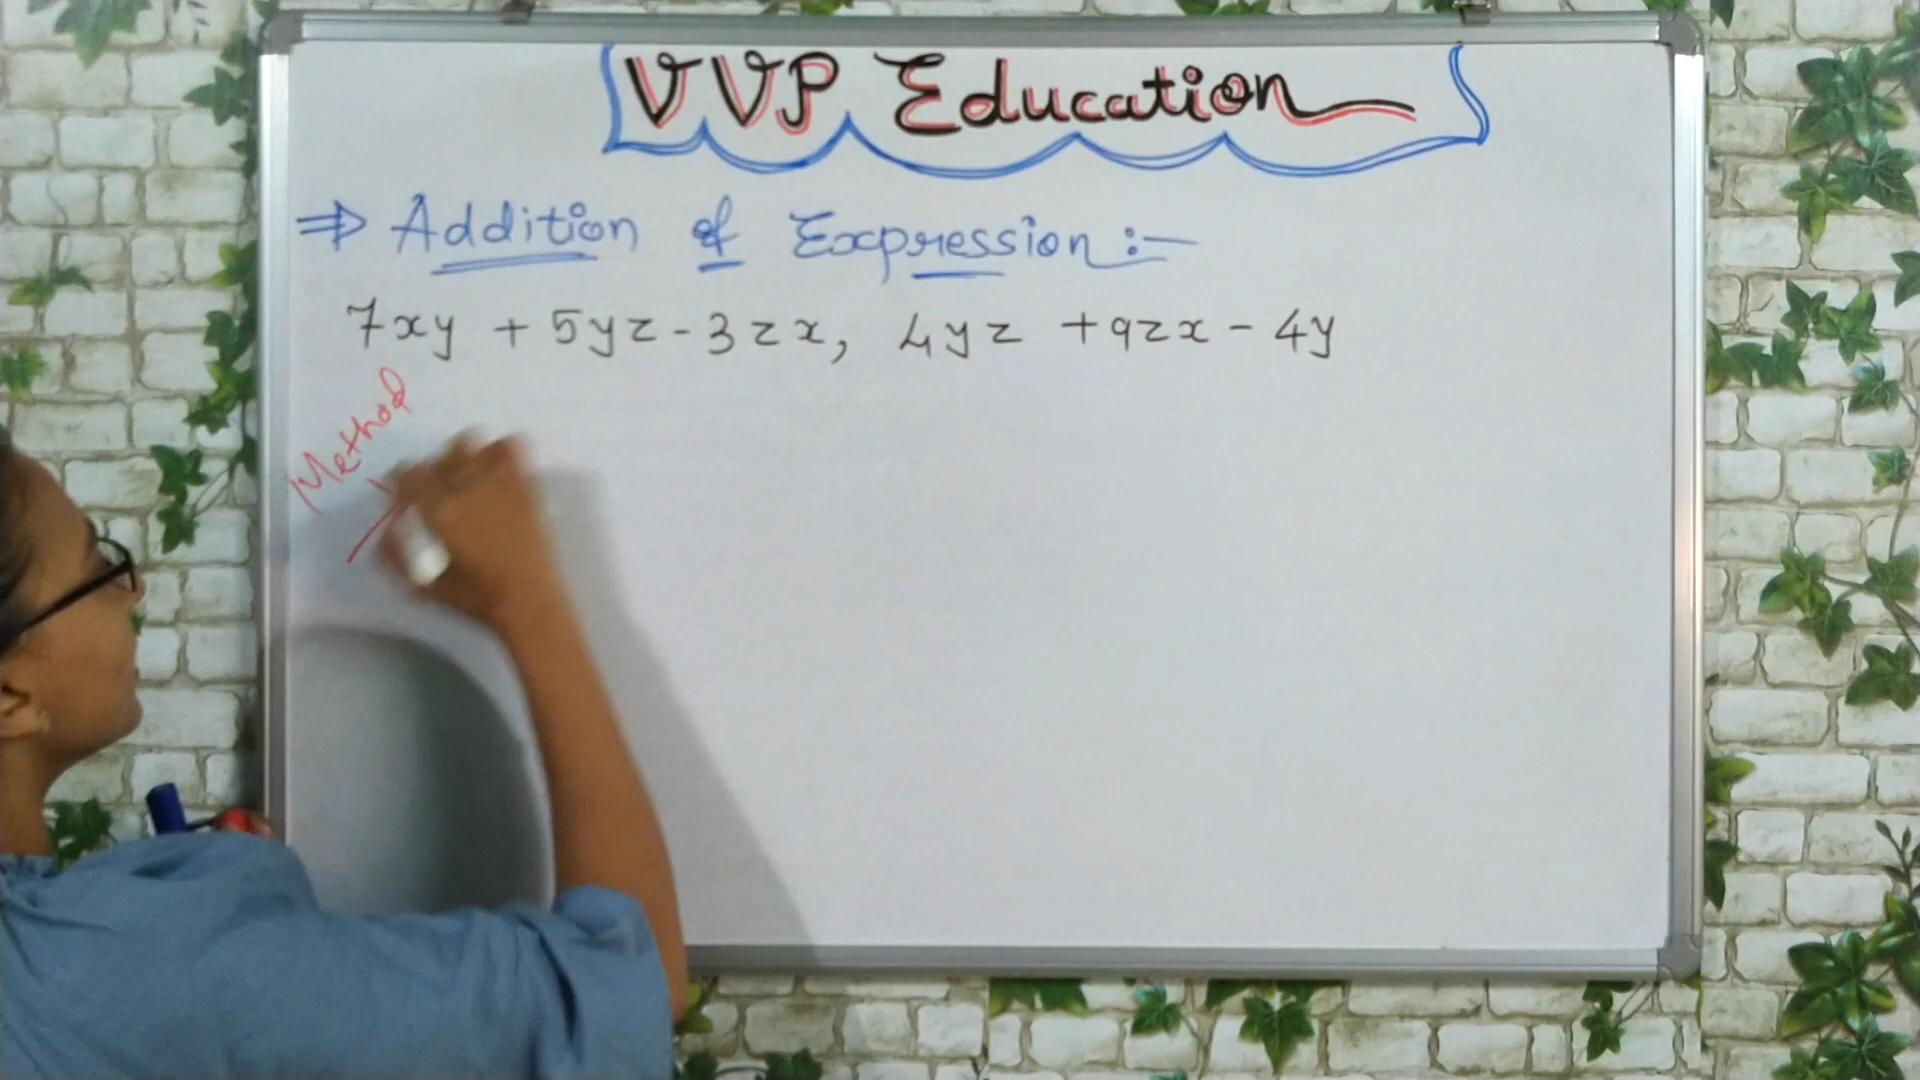 VVP Education
⇒ Addition of Expression :-
7xy + 5yz - 3zx, 4yz + 9zx - 4y
Method